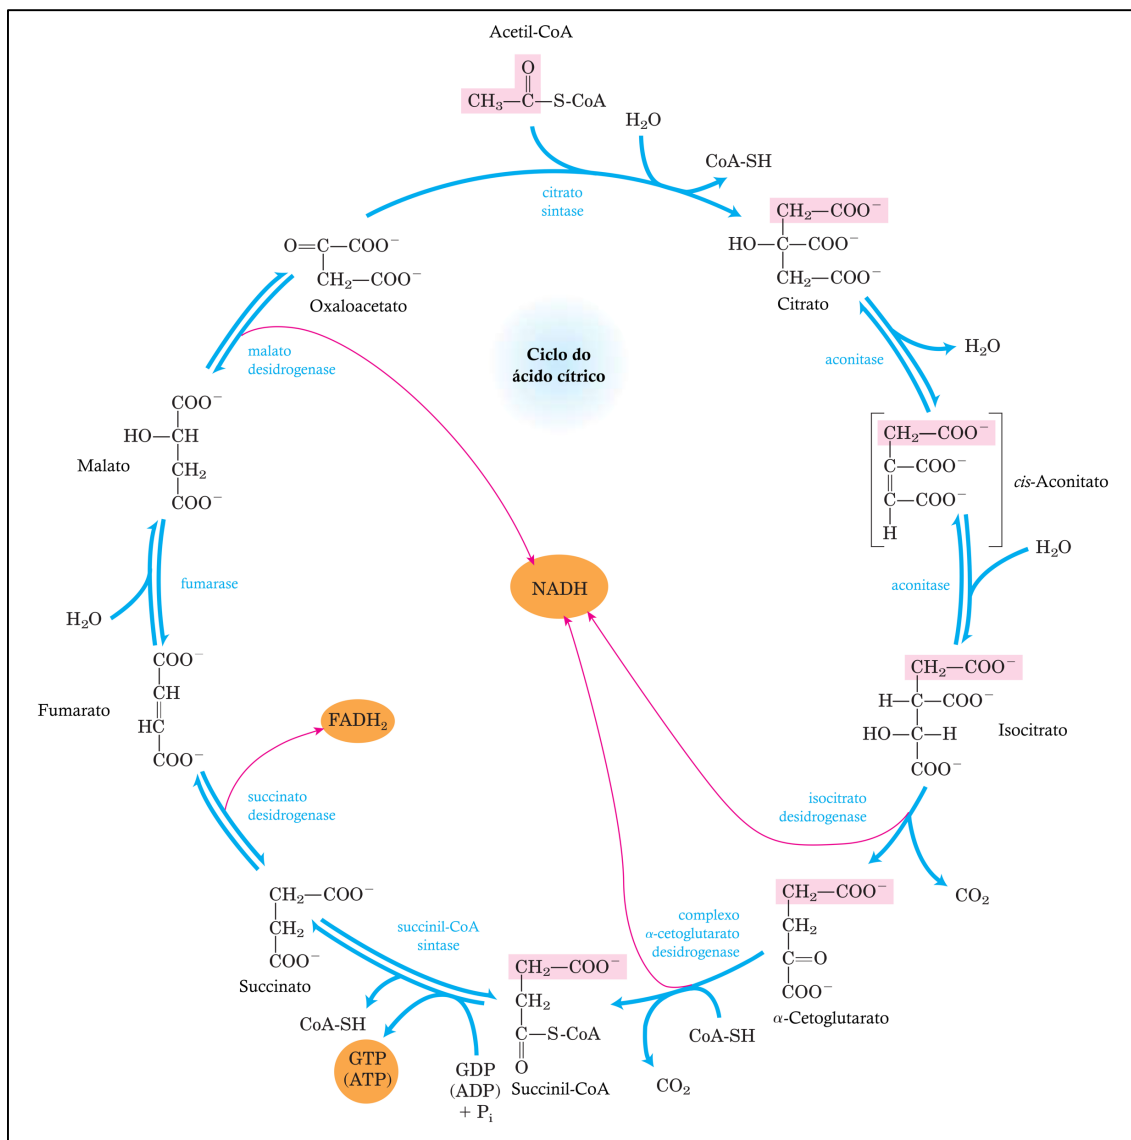 Acetil-CoA
O
CH₃—C—S-CoA
H₂O
CoA-SH
citrato
sintase
CH₂—COO⁻
HO—C—COO⁻
CH₂—COO⁻
Citrato
O=C—COO⁻
CH₂—COO⁻
Oxaloacetato
Ciclo do
ácido cítrico
malato
desidrogenase
aconitase
H₂O
COO⁻
HO—CH
CH₂
COO⁻
Malato
CH₂—COO⁻
C—COO⁻
C—COO⁻
H
cis-Aconitato
fumarase
H₂O
NADH
aconitase
H₂O
COO⁻
CH
HC
COO⁻
Fumarato
FADH₂
CH₂—COO⁻
H—C—COO⁻
HO—C—H
COO⁻
Isocitrato
succinato
desidrogenase
isocitrato
desidrogenase
CO₂
CH₂—COO⁻
CH₂
COO⁻
Succinato
succinil-CoA
sintase
complexo
α-cetoglutarato
desidrogenase
CH₂—COO⁻
CH₂
C=O
COO⁻
α-Cetoglutarato
CH₂—COO⁻
CH₂
C—S-CoA
O
Succinil-CoA
CoA-SH
GTP
(ATP)
GDP
(ADP)
+ Pᵢ
CoA-SH
CO₂